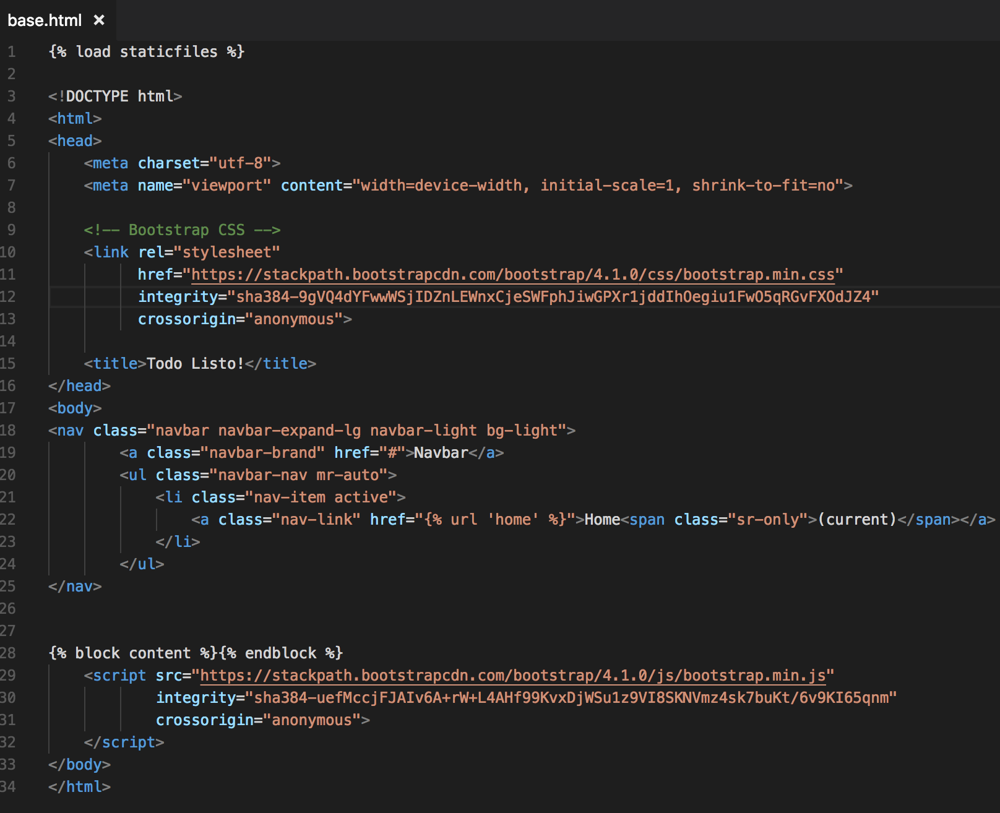 base.html ×
1 {% load staticfiles %}
2
3 <!DOCTYPE html>
4 <html>
5 <head>
6 <meta charset="utf-8">
7 <meta name="viewport" content="width=device-width, initial-scale=1, shrink-to-fit=no">
8
9 <!-- Bootstrap CSS -->
10 <link rel="stylesheet"
11 href="https://stackpath.bootstrapcdn.com/bootstrap/4.1.0/css/bootstrap.min.css"
12 integrity="sha384-9gVQ4dYFwwWSjIDZnLEWnxCjeSWFphJiwGPXr1jddIhOegiu1FwO5qRGvFXOdJZ4"
13 crossorigin="anonymous">
14
15 <title>Todo Listo!</title>
16 </head>
17 <body>
18 <nav class="navbar navbar-expand-lg navbar-light bg-light">
19 <a class="navbar-brand" href="#">Navbar</a>
20 <ul class="navbar-nav mr-auto">
21 <li class="nav-item active">
22 <a class="nav-link" href="{% url 'home' %}">Home<span class="sr-only">(current)</span></a>
23 </li>
24 </ul>
25 </nav>
26
27
28 {% block content %}{% endblock %}
29 <script src="https://stackpath.bootstrapcdn.com/bootstrap/4.1.0/js/bootstrap.min.js"
30 integrity="sha384-uefMccjFJAIv6A+rW+L4AHf99KvxDjWSu1z9VI8SKNVmz4sk7buKt/6v9KI65qnm"
31 crossorigin="anonymous">
32 </script>
33 </body>
34 </html>